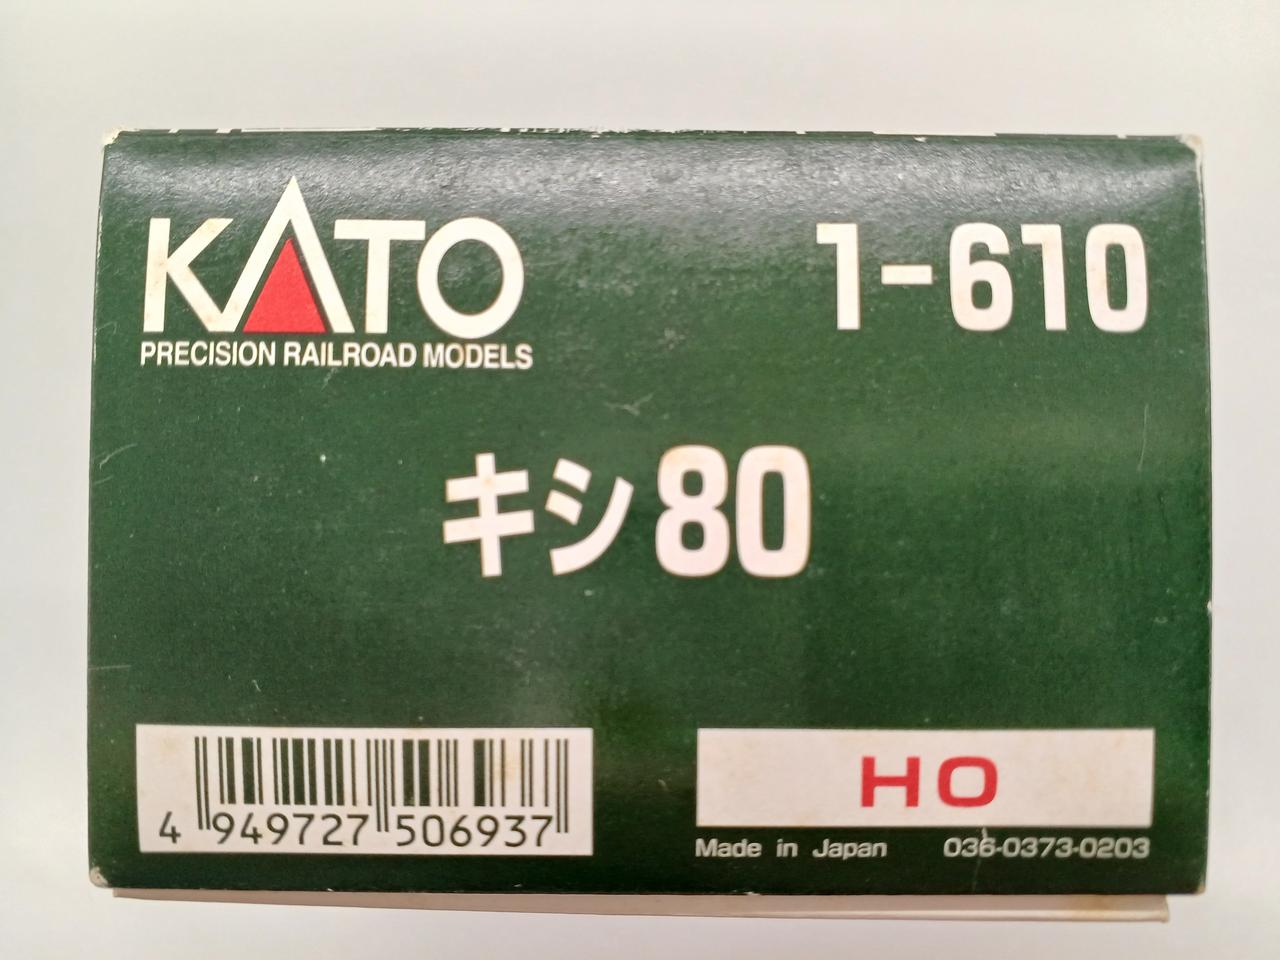 KATO
PRECISION RAILROAD MODELS
1-610
キシ80
4 949727 506937
HO
Made in Japan
036-0373-0203